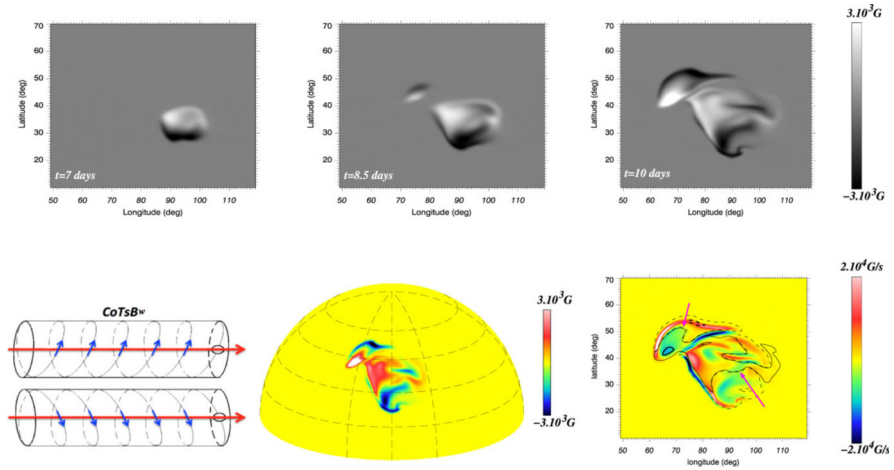 3.10³G
70
60
50
40
30
20
Latitude (deg)
t=7 days
50 60 70 80 90 100 110
Longitude (deg)
70
60
50
40
30
20
Latitude (deg)
t=8.5 days
50 60 70 80 90 100 110
Longitude (deg)
70
60
50
40
30
20
Latitude (deg)
t=10 days
50 60 70 80 90 100 110
Longitude (deg)
−3.10³G
CoTsBʷ
3.10³G
−3.10³G
70
60
50
40
30
20
latitude (deg)
50 60 70 80 90 100 110
longitude (deg)
2.10⁴G/s
−2.10⁴G/s